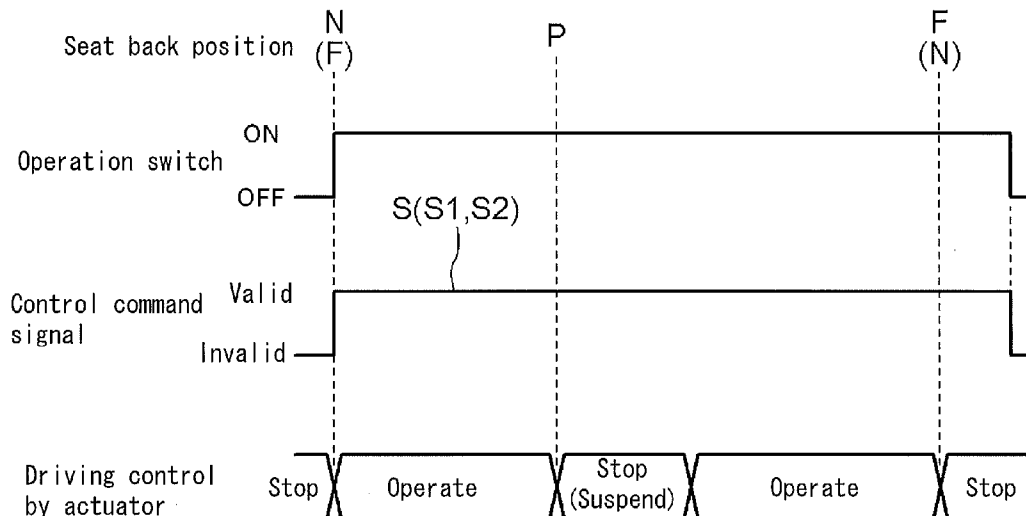 Seat back position
N
(F)
P
F
(N)
Operation switch
ON
OFF
S(S1,S2)
Control command
signal
Valid
Invalid
Driving control
by actuator
Stop
Operate
Stop
(Suspend)
Operate
Stop